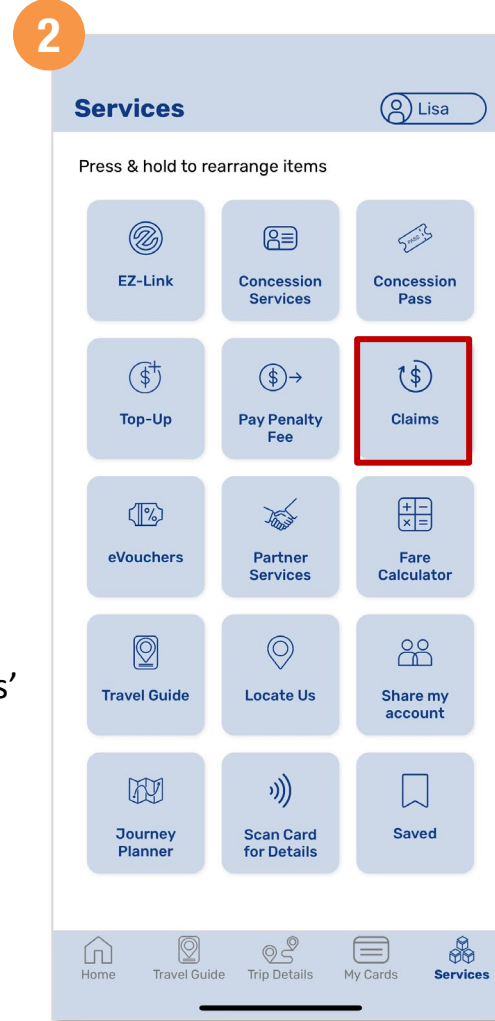 2
Services
Lisa
Press & hold to rearrange items
EZ-Link
Concession
Services
Concession
Pass
Top-Up
Pay Penalty
Fee
Claims
eVouchers
Partner
Services
Fare
Calculator
s’
Travel Guide
Locate Us
Share my
account
Journey
Planner
Scan Card
for Details
Saved
Home
Travel Guide
Trip Details
My Cards
Services